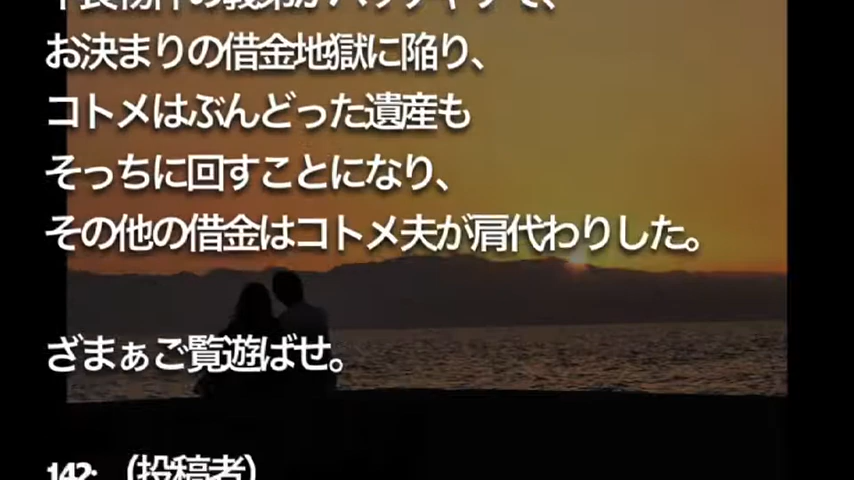 お決まりの借金地獄に陥り、
コトメはぶんどった遺産も
そっちに回すことになり、
その他の借金はコトメ夫が肩代わりした。
ざまぁご覧遊ばせ。
142: （投稿者）